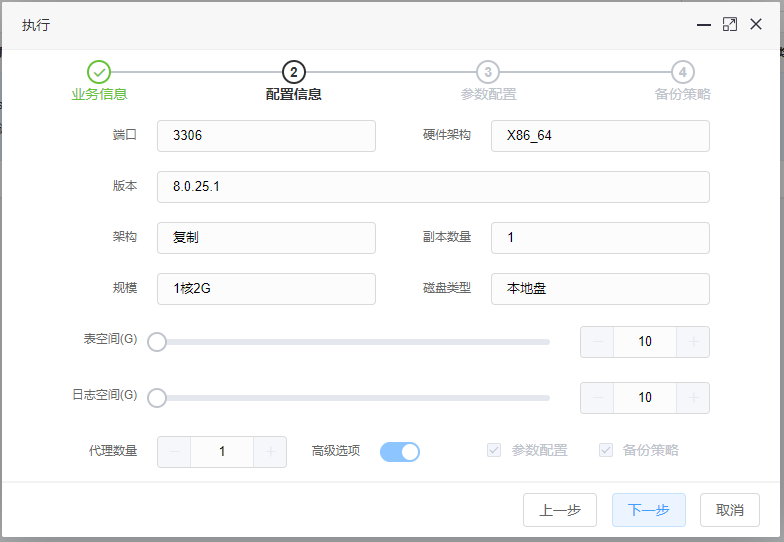 执行
2 3 4
业务信息 配置信息 参数配置 备份策略
端口 3306 硬件架构 X86_64
版本 8.0.25.1
架构 复制 副本数量 1
规模 1核2G 磁盘类型 本地盘
表空间(G) 10
日志空间(G) 10
代理数量 1 高级选项 参数配置 备份策略
上一步 下一步 取消